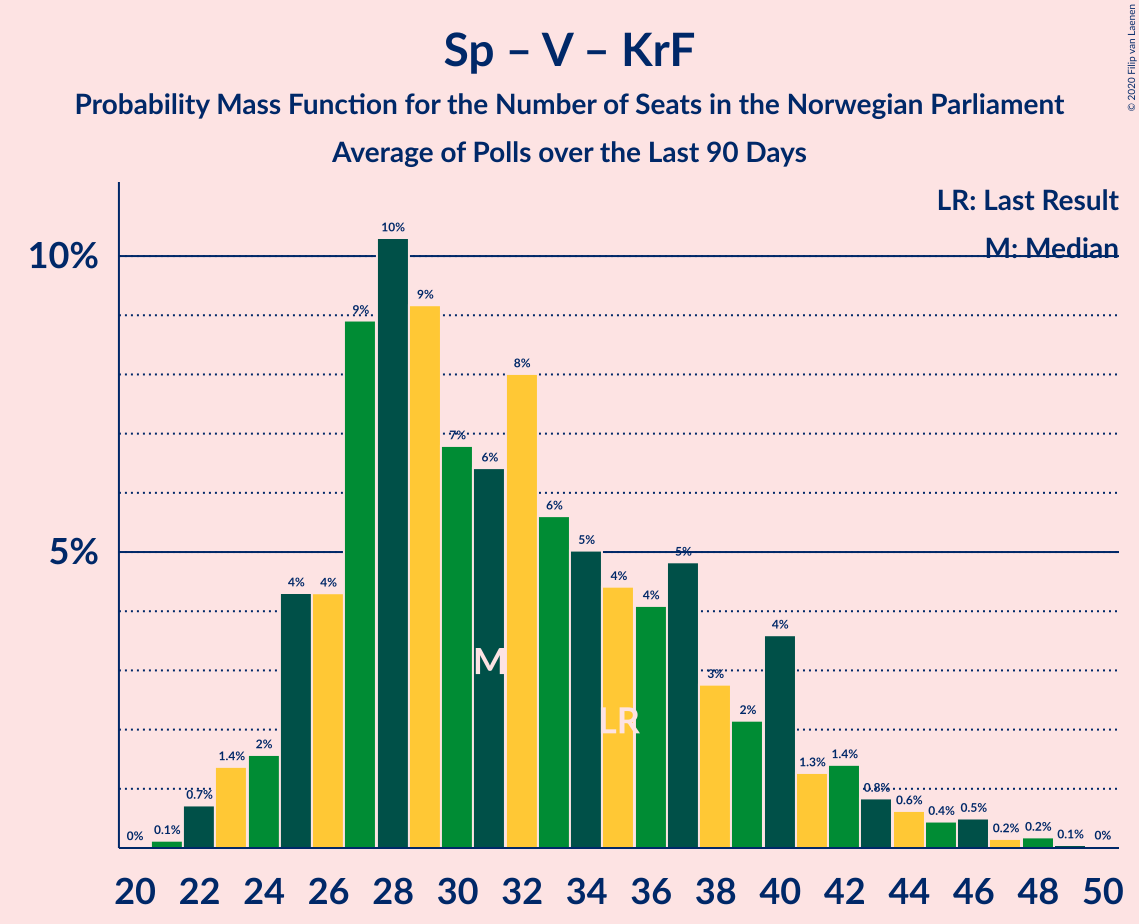 © 2020 Filip van Laenen
Sp – V – KrF
Probability Mass Function for the Number of Seats in the Norwegian Parliament
Average of Polls over the Last 90 Days
LR: Last Result
M: Median
10%
5%
0% 0.1% 0.7% 1.4% 2% 4% 4% 9% 10% 9% 7% 6% 8% 6% 5% 4% 4% 5% 3% 2% 4% 1.3% 1.4% 0.8% 0.6% 0.4% 0.5% 0.2% 0.2% 0.1% 0%
M
LR
20 22 24 26 28 30 32 34 36 38 40 42 44 46 48 50